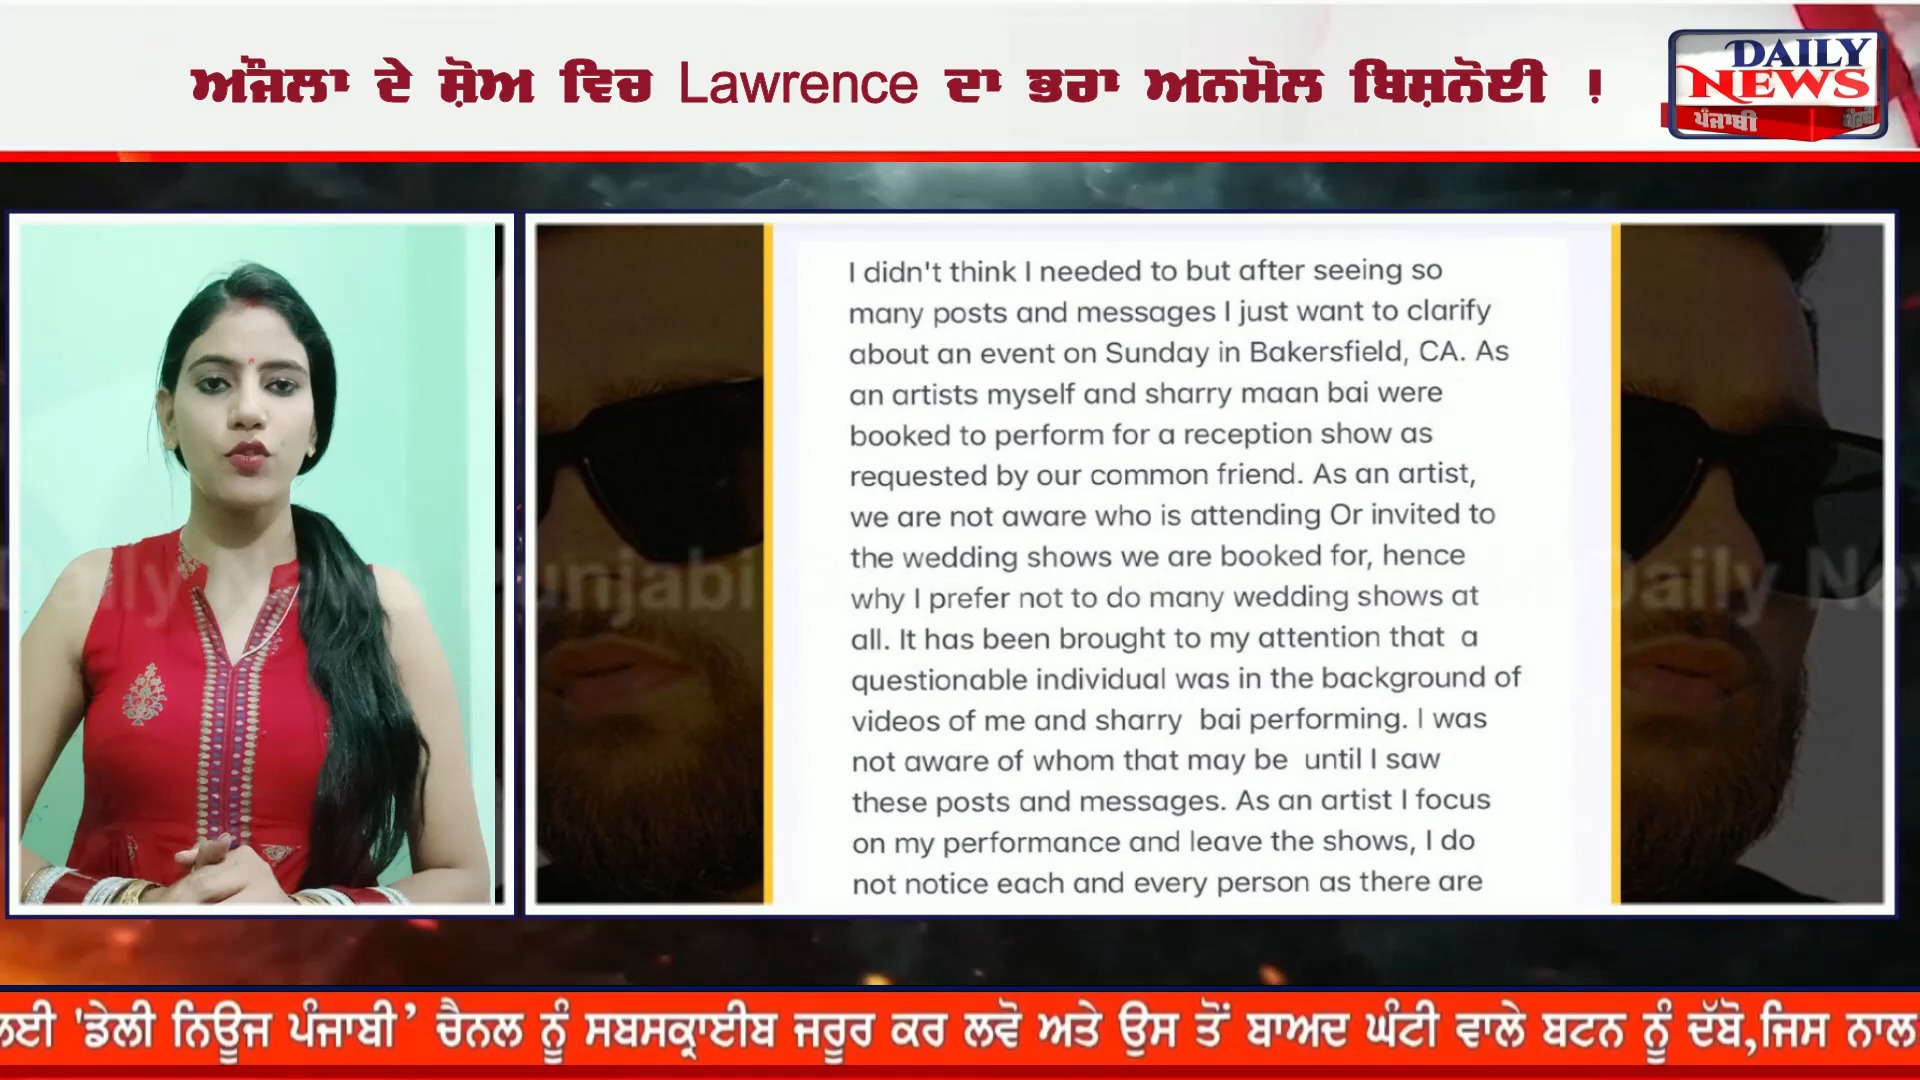 ਅੌਜਲਾ ਦੇ ਸ਼ੋਅ ਵਿਚ Lawrence ਦਾ ਭਰਾ ਅਨਮੋਲ ਬਿਸ਼ਨੋਈ !
DAILY
NEWS
ਪੰਜਾਬੀ
I didn't think I needed to but after seeing so
many posts and messages I just want to clarify
about an event on Sunday in Bakersfield, CA. As
an artists myself and sharry maan bai were
booked to perform for a reception show as
requested by our common friend. As an artist,
we are not aware who is attending Or invited to
the wedding shows we are booked for, hence
why I prefer not to do many wedding shows at
all. It has been brought to my attention that a
questionable individual was in the background of
videos of me and sharry bai performing. I was
not aware of whom that may be until I saw
these posts and messages. As an artist I focus
on my performance and leave the shows, I do
not notice each and every person as there are
Daily News Punjabi
Daily Ne
ਲਈ 'ਡੇਲੀ ਨਿਊਜ ਪੰਜਾਬੀ’ ਚੈਨਲ ਨੂੰ ਸਬਸਕ੍ਰਾਈਬ ਜਰੂਰ ਕਰ ਲਵੋ ਅਤੇ ਉਸ ਤੋਂ ਬਾਅਦ ਘੰਟੀ ਵਾਲੇ ਬਟਨ ਨੂੰ ਦੱਬੋ,ਜਿਸ ਨਾਲ